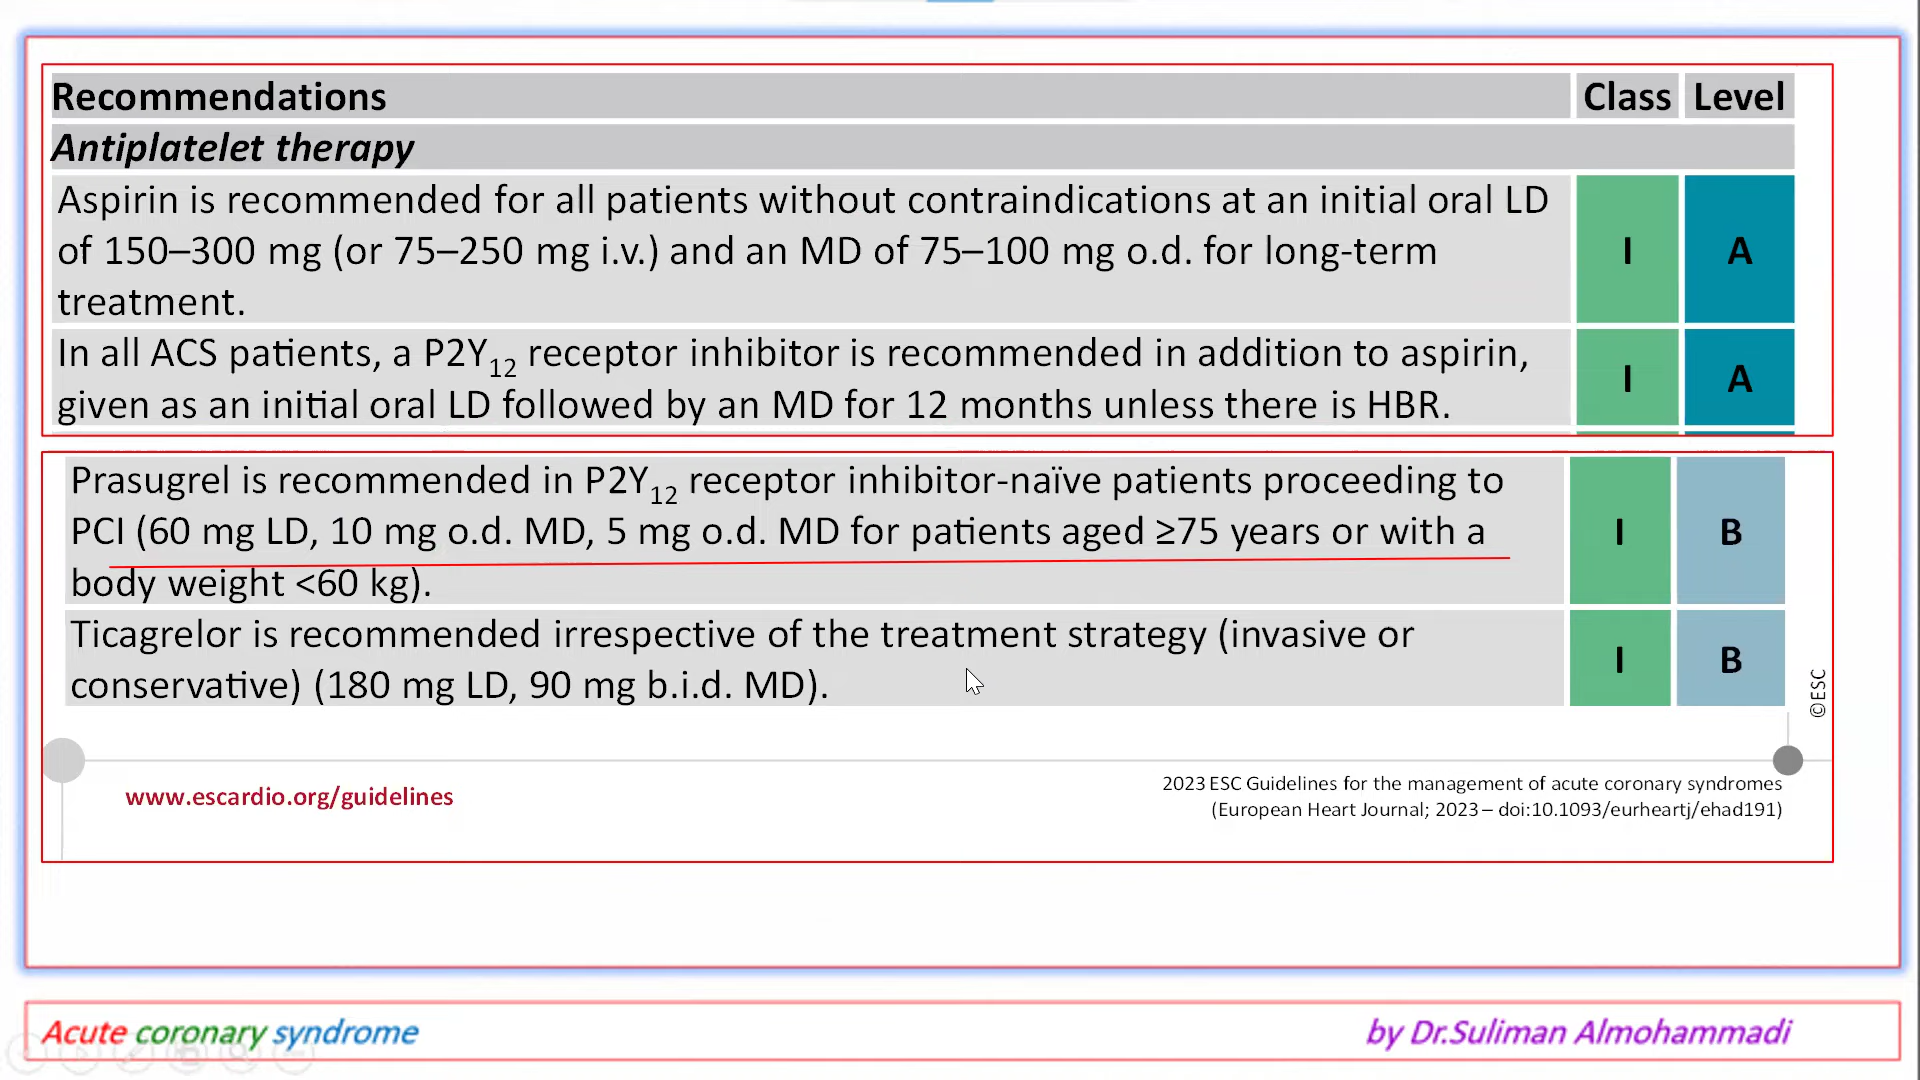 Recommendations Class Level
Antiplatelet therapy
Aspirin is recommended for all patients without contraindications at an initial oral LD
of 150–300 mg (or 75–250 mg i.v.) and an MD of 75–100 mg o.d. for long-term
treatment.
I A
In all ACS patients, a P2Y12 receptor inhibitor is recommended in addition to aspirin,
given as an initial oral LD followed by an MD for 12 months unless there is HBR.
I A
Prasugrel is recommended in P2Y12 receptor inhibitor-naïve patients proceeding to
PCI (60 mg LD, 10 mg o.d. MD, 5 mg o.d. MD for patients aged ≥75 years or with a
body weight <60 kg).
I B
Ticagrelor is recommended irrespective of the treatment strategy (invasive or
conservative) (180 mg LD, 90 mg b.i.d. MD).
I B
©ESC
www.escardio.org/guidelines
2023 ESC Guidelines for the management of acute coronary syndromes
(European Heart Journal; 2023 – doi:10.1093/eurheartj/ehad191)
Acute coronary syndrome
by Dr.Suliman Almohammadi